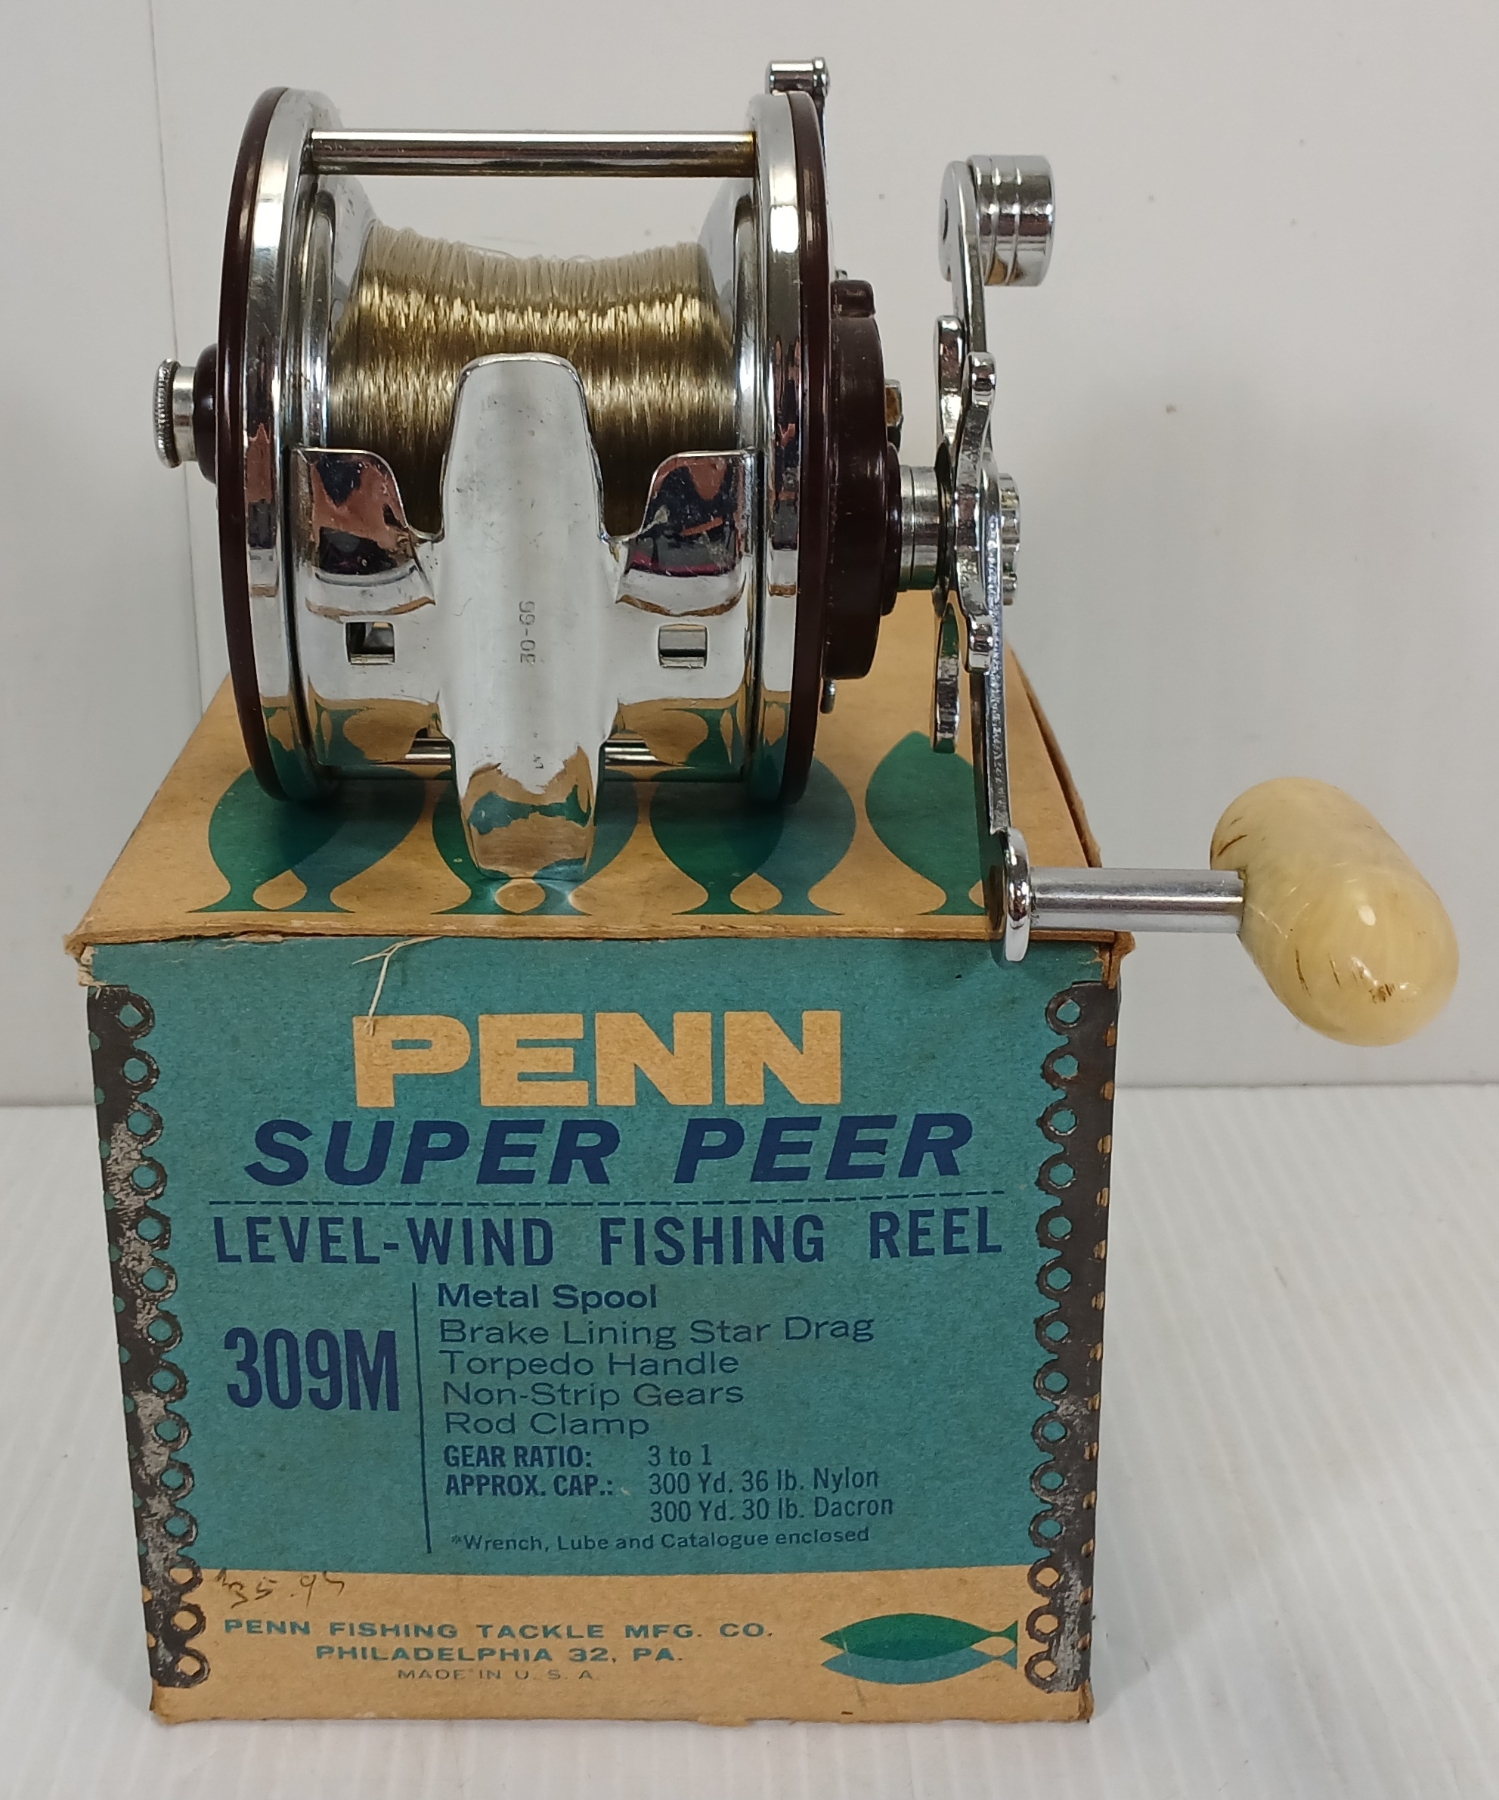 30-66
PENN
SUPER PEER
LEVEL-WIND FISHING REEL
309M
Metal Spool
Brake Lining Star Drag
Torpedo Handle
Non-Strip Gears
Rod Clamp
GEAR RATIO: 3 to 1
APPROX. CAP.: 300 Yd. 36 lb. Nylon
300 Yd. 30 lb. Dacron
*Wrench, Lube and Catalogue enclosed
35.95
PENN FISHING TACKLE MFG. CO.
PHILADELPHIA 32, PA.
MADE IN U. S. A.